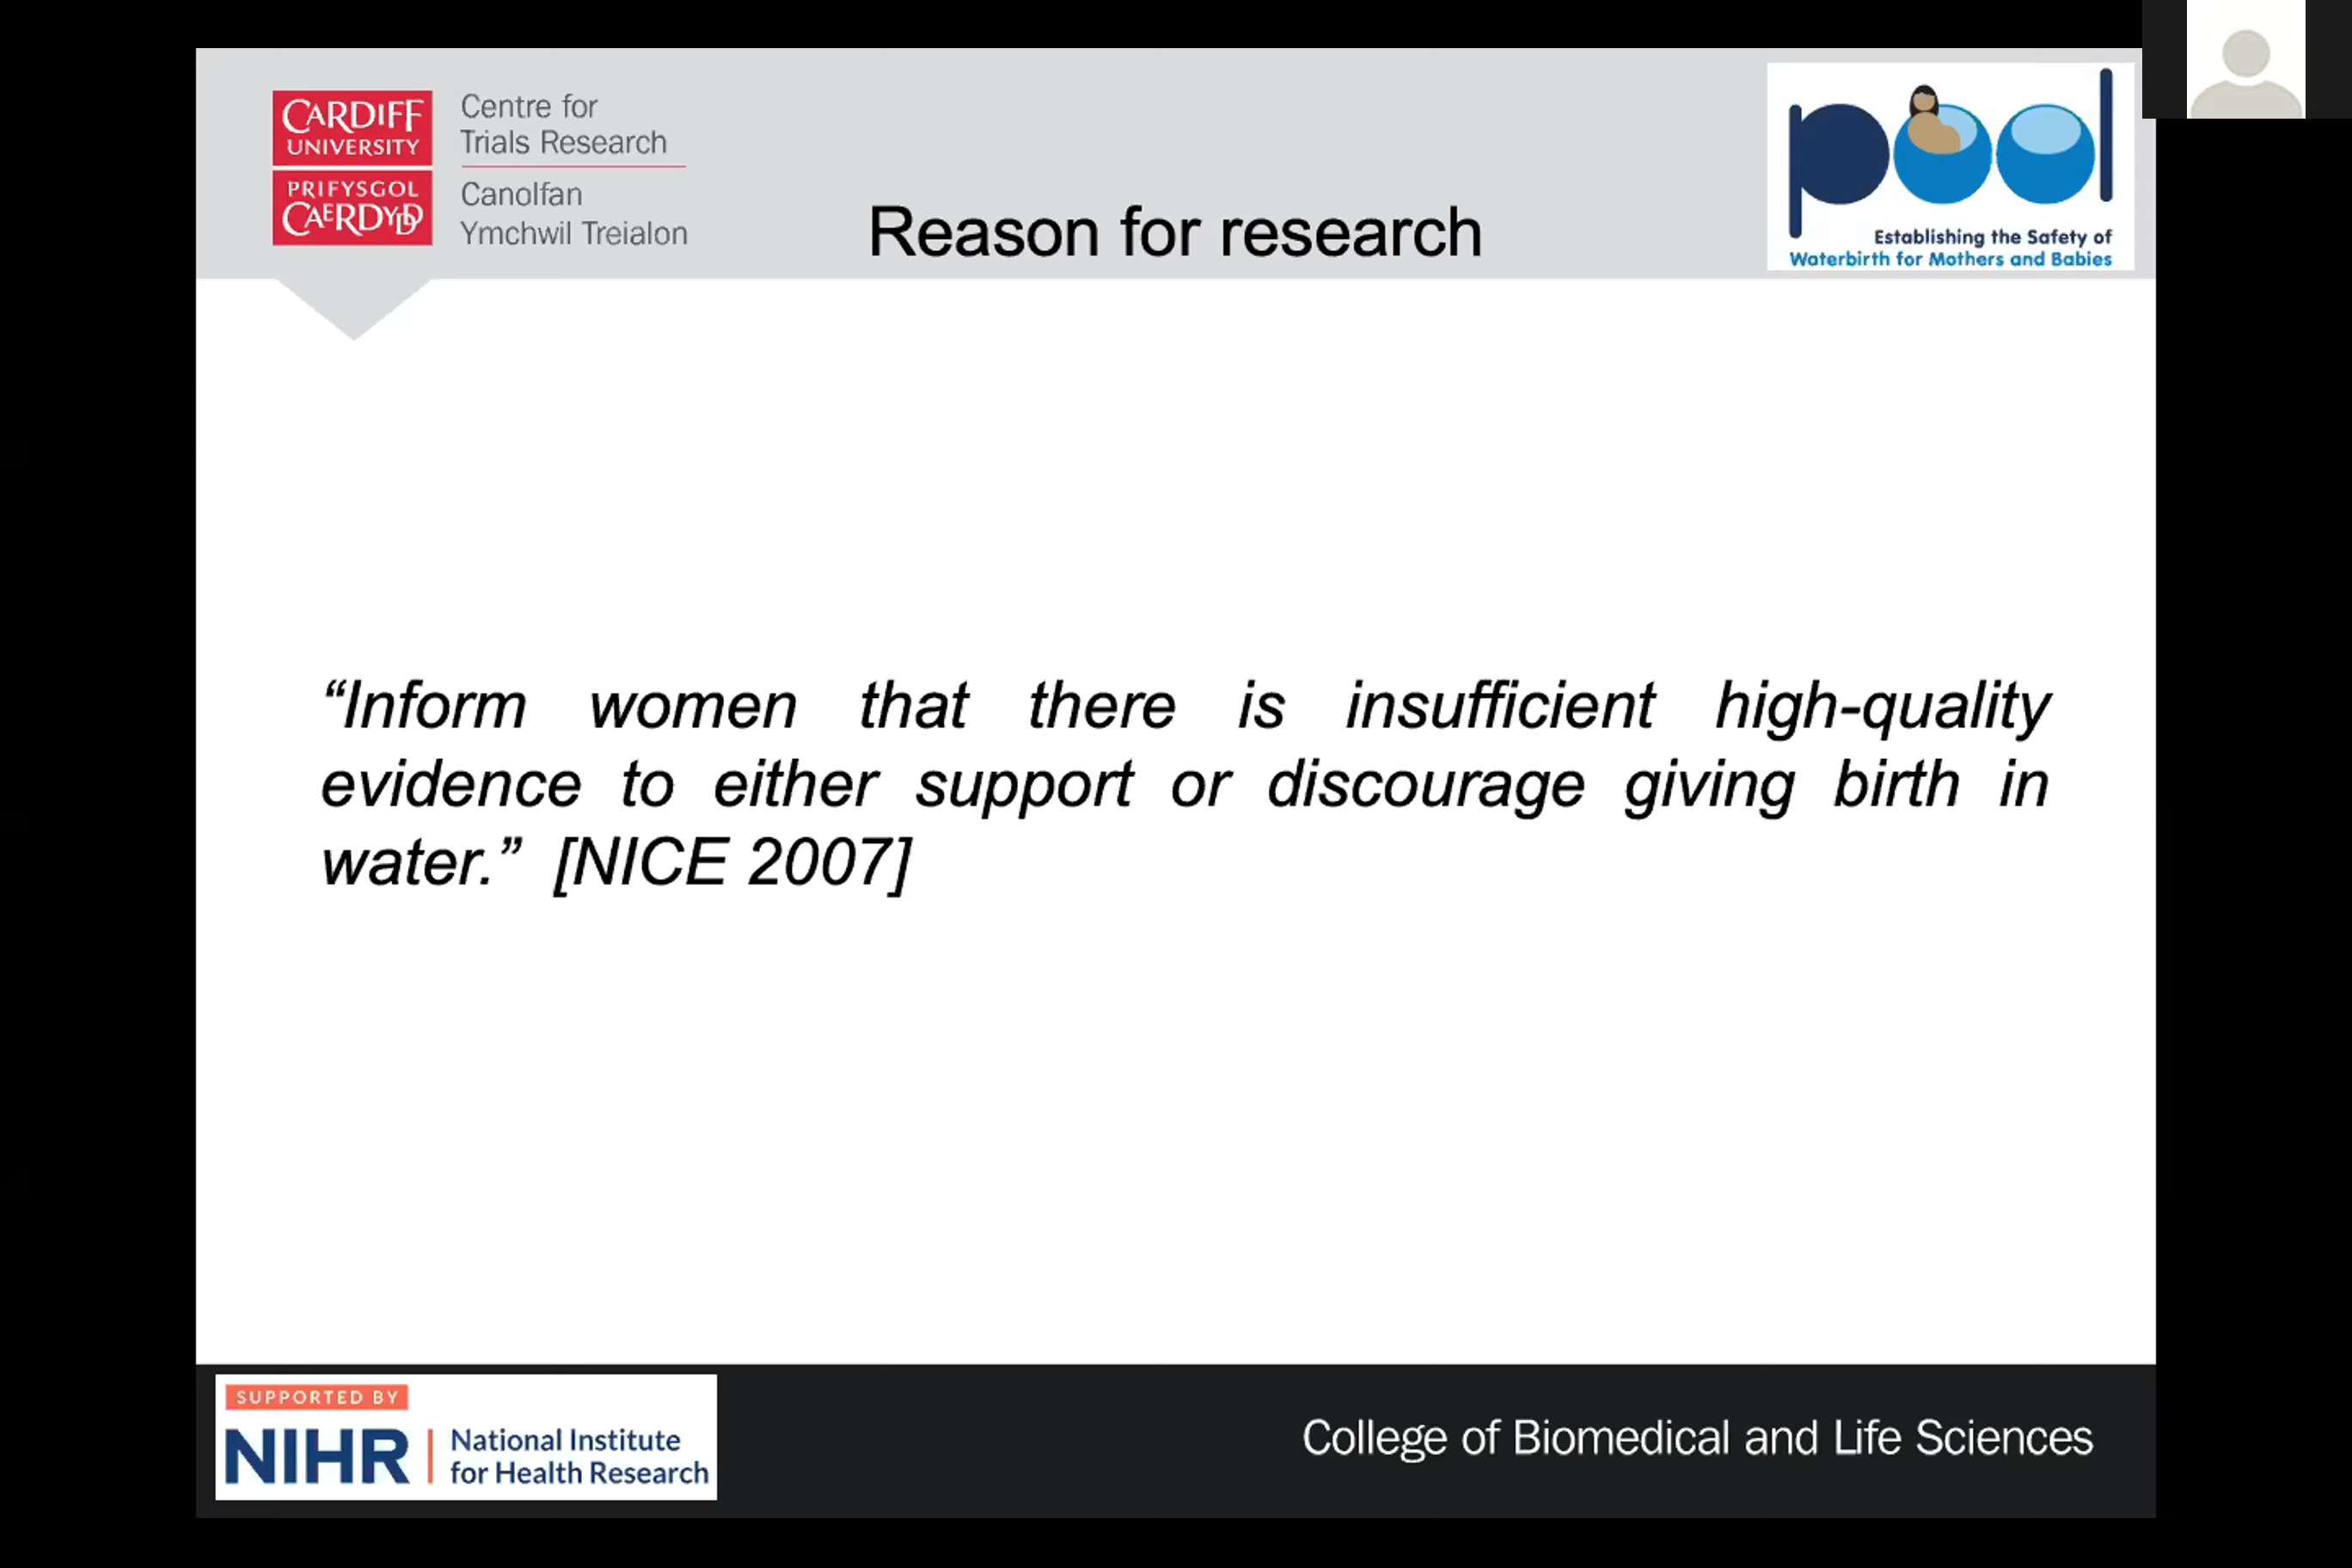 CARDIFF
UNIVERSITY
PRIFYSGOL
CAERDYDD
Centre for
Trials Research
Canolfan
Ymchwil Treialon
Reason for research
pool
Establishing the Safety of
Waterbirth for Mothers and Babies
“Inform women that there is insufficient high-quality
evidence to either support or discourage giving birth in
water.” [NICE 2007]
SUPPORTED BY
NIHR
National Institute
for Health Research
College of Biomedical and Life Sciences